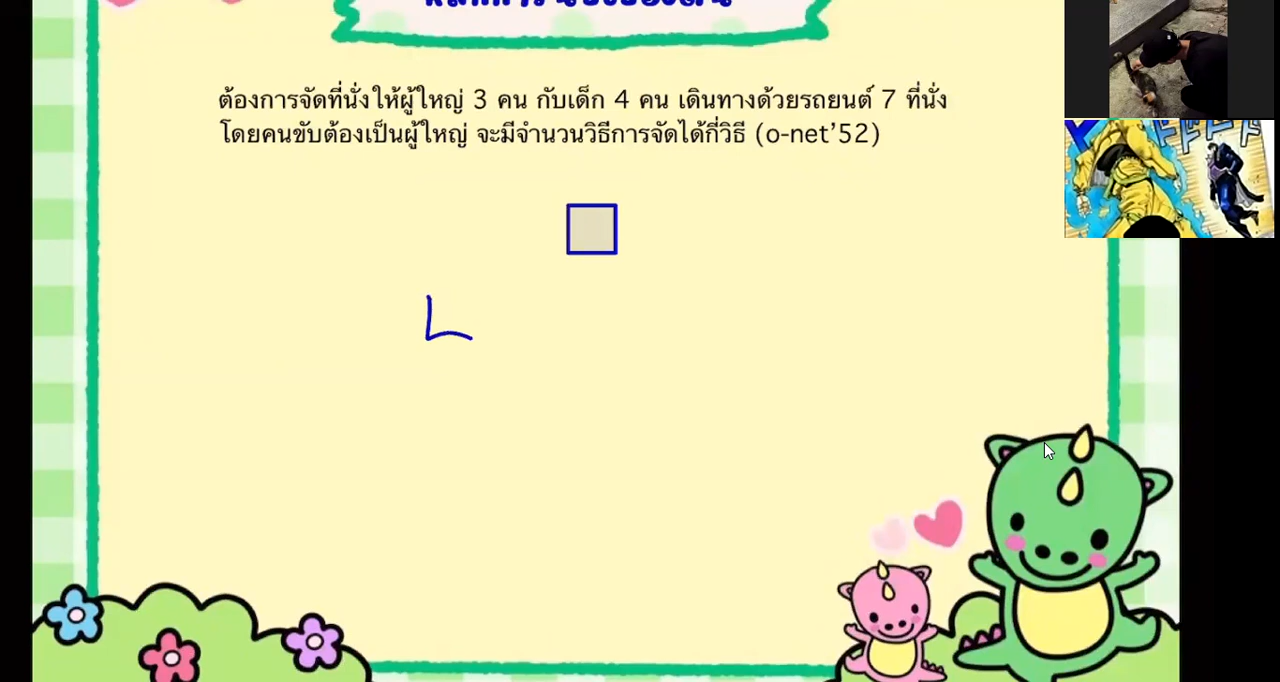 ต้องการจัดที่นั่งให้ผู้ใหญ่ 3 คน กับเด็ก 4 คน เดินทางด้วยรถยนต์ 7 ที่นั่ง
โดยคนขับต้องเป็นผู้ใหญ่ จะมีจำนวนวิธีการจัดได้กี่วิธี (o-net’52)